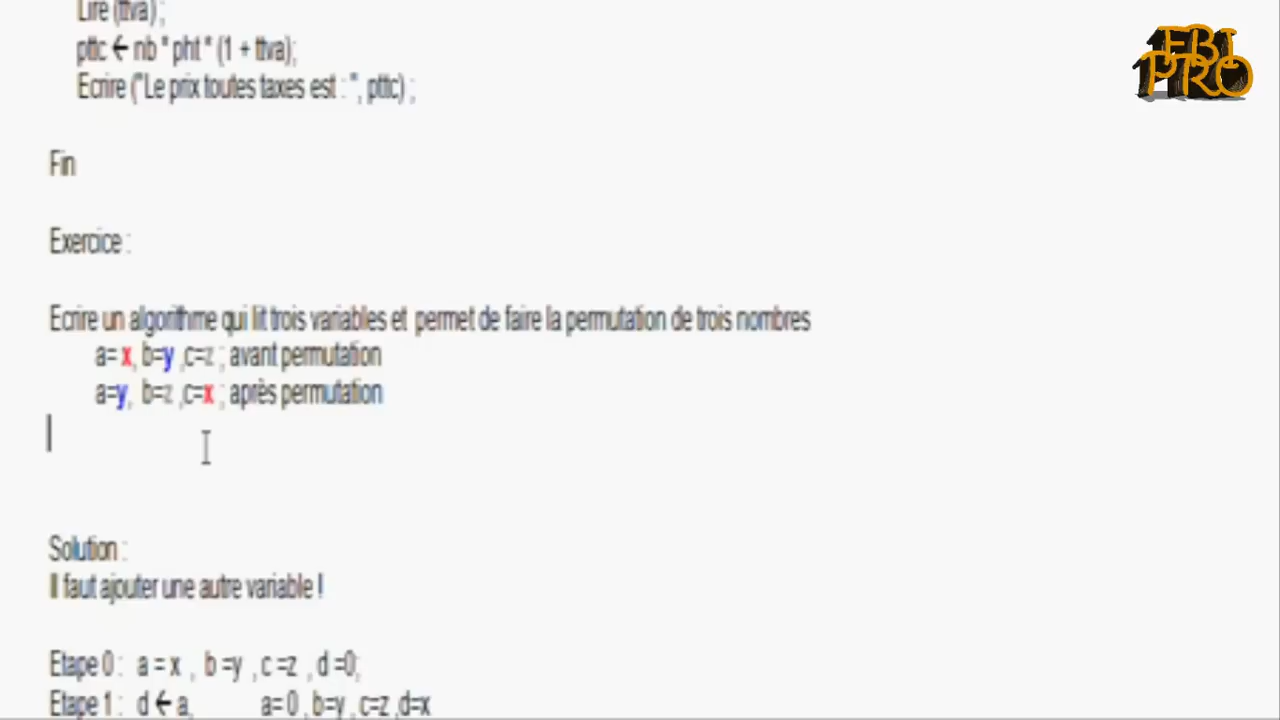 Lire (ttva) ;
pttc ← nb * pht * (1 + ttva);
Ecrire ("Le prix toutes taxes est : ", pttc) ;
Fin
Exercice :
Ecrire un algorithme qui lit trois variables et permet de faire la permutation de trois nombres
a= x, b=y ,c=z ; avant permutation
a=y, b=z ,c=x ; après permutation
Solution :
Il faut ajouter une autre variable !
Etape 0 : a = x , b =y , c =z , d =0;
Etape 1 : d ← a, a= 0 , b=y , c=z ,d=x
FBI
PRO